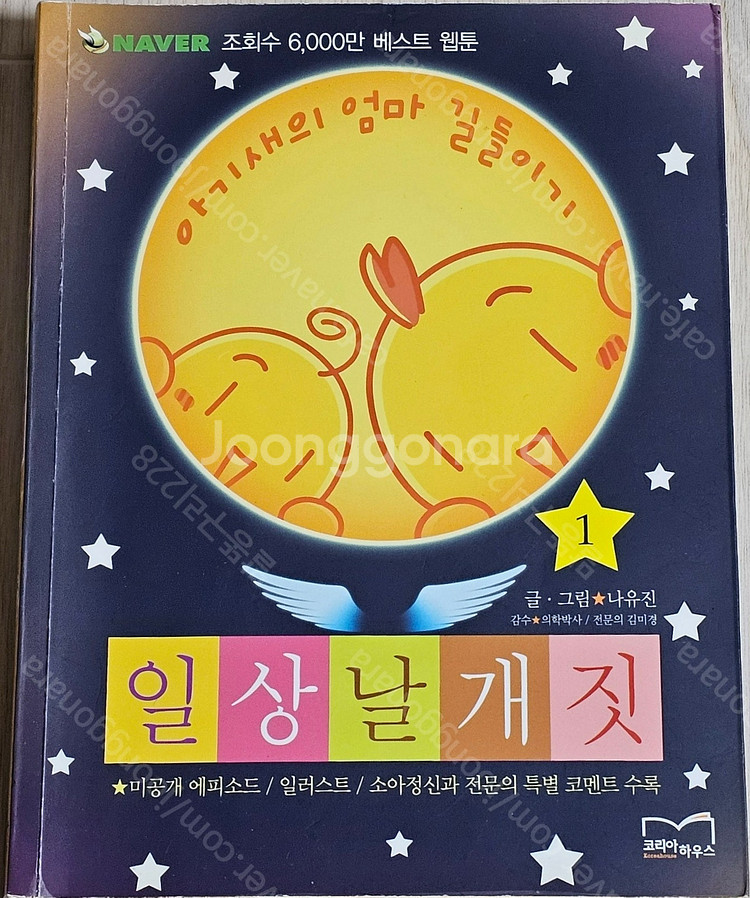 NAVER 조회수 6,000만 베스트 웹툰
아기새의 엄마 길들이기
Joonggonara
1
글·그림★나유진
감수★의학박사 / 전문의 김미경
일상날개짓
★미공개 에피소드 / 일러스트 / 소아정신과 전문의 특별 코멘트 수록
코리아하우스
Koreahouse